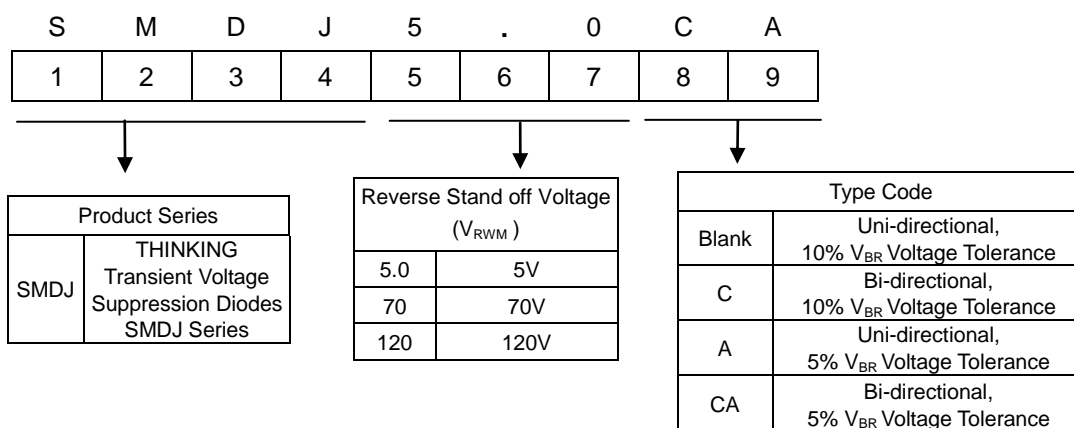 S M D J 5 . 0 C A
1 2 3 4 5 6 7 8 9
Product Series
SMDJ
THINKING
Transient Voltage
Suppression Diodes
SMDJ Series
Reverse Stand off Voltage
(VRWM )
5.0 5V
70 70V
120 120V
Type Code
Blank
Uni-directional,
10% VBR Voltage Tolerance
C
Bi-directional,
10% VBR Voltage Tolerance
A
Uni-directional,
5% VBR Voltage Tolerance
CA
Bi-directional,
5% VBR Voltage Tolerance